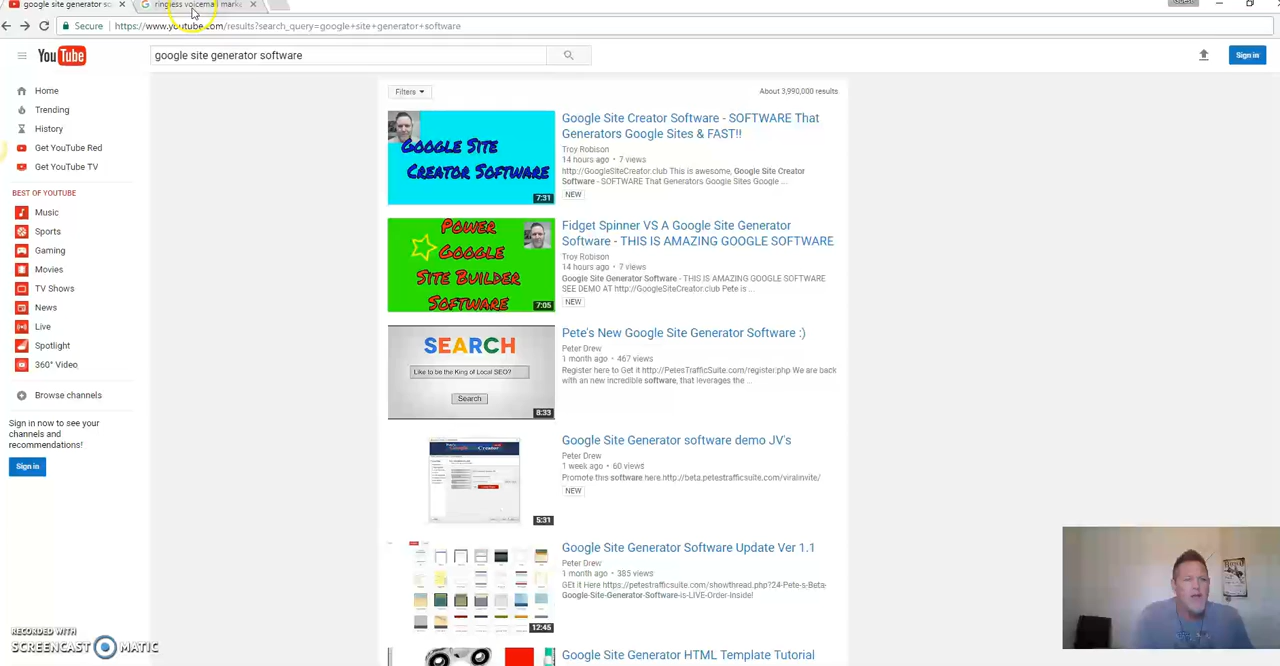 google site generator so
ringless voicemail mark
Guest
Secure
https://www.youtube.com/results?search_query=google+site+generator+software
YouTube
google site generator software
Sign in
Home
Trending
History
Get YouTube Red
Get YouTube TV
BEST OF YOUTUBE
Music
Sports
Gaming
Movies
TV Shows
News
Live
Spotlight
360° Video
Browse channels
Sign in now to see your
channels and
recommendations!
Sign in
Filters
About 3,990,000 results
GOOGLE SITE
CREATOR SOFTWARE
7:31
Google Site Creator Software - SOFTWARE That
Generators Google Sites & FAST!!
Troy Robison
14 hours ago • 7 views
http://GoogleSiteCreator.club This is awesome, Google Site Creator
Software - SOFTWARE That Generators Google Sites Google ...
NEW
POWER
GOOGLE
SITE BUILDER
SOFTWARE
7:05
Fidget Spinner VS A Google Site Generator
Software - THIS IS AMAZING GOOGLE SOFTWARE
Troy Robison
14 hours ago • 7 views
Google Site Generator Software - THIS IS AMAZING GOOGLE SOFTWARE
SEE DEMO AT http://GoogleSiteCreator.club Pete is ...
NEW
SEARCH
Like to be the King of Local SEO?
Search
8:33
Pete's New Google Site Generator Software :)
Peter Drew
1 month ago • 467 views
Register here to Get it http://PetesTrafficSuite.com/register.php We are back
with an new incredible software, that leverages the ...
5:31
Google Site Generator software demo JV's
Peter Drew
1 week ago • 60 views
Promote this software here.http://beta.petestrafficsuite.com/viralinvite/
NEW
12:45
Google Site Generator Software Update Ver 1.1
Peter Drew
1 month ago • 385 views
GEt it Here https://petestrafficsuite.com/showthread.php?24-Pete-s-Beta-
Google-Site-Generator-Software-is-LIVE-Order-Inside!
Google Site Generator HTML Template Tutorial
RECORDED WITH
SCREENCAST MATIC